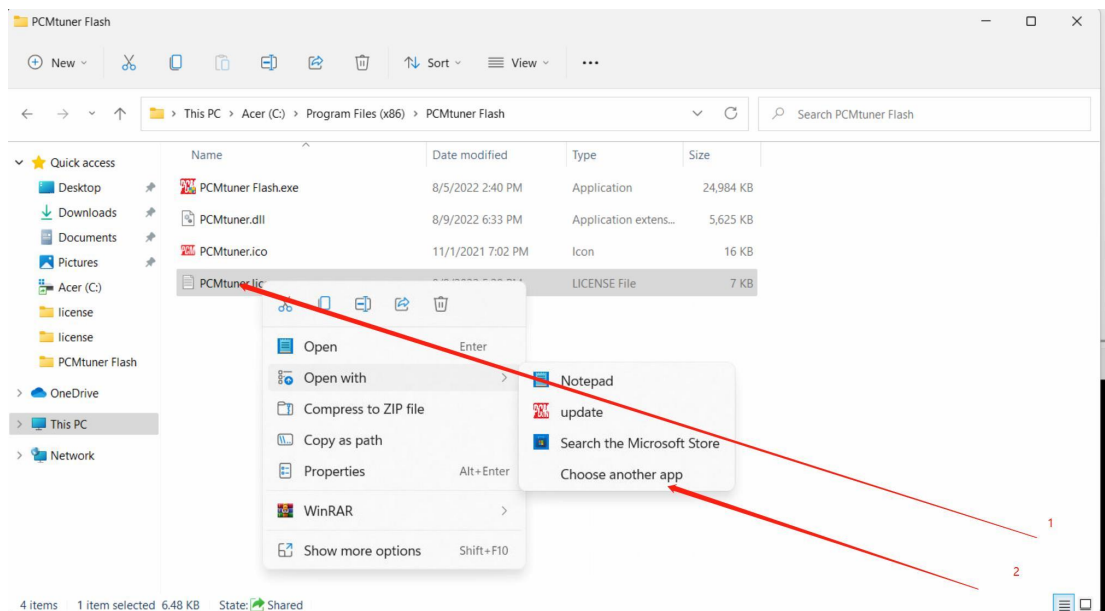 PCMtuner Flash
New
Sort
View
This PC > Acer (C:) > Program Files (x86) > PCMtuner Flash
Search PCMtuner Flash
Name Date modified Type Size
Quick access
Desktop
Downloads
Documents
Pictures
Acer (C:)
license
license
PCMtuner Flash
OneDrive
This PC
Network
PCMtuner Flash.exe 8/5/2022 2:40 PM Application 24,984 KB
PCMtuner.dll 8/9/2022 6:33 PM Application extens... 5,625 KB
PCMtuner.ico 11/1/2021 7:02 PM Icon 16 KB
LICENSE File 7 KB
Open Enter
Open with
Compress to ZIP file
Copy as path
Properties Alt+Enter
WinRAR
Show more options Shift+F10
Notepad
update
Search the Microsoft Store
Choose another app
1
2
4 items 1 item selected 6.48 KB State: Shared